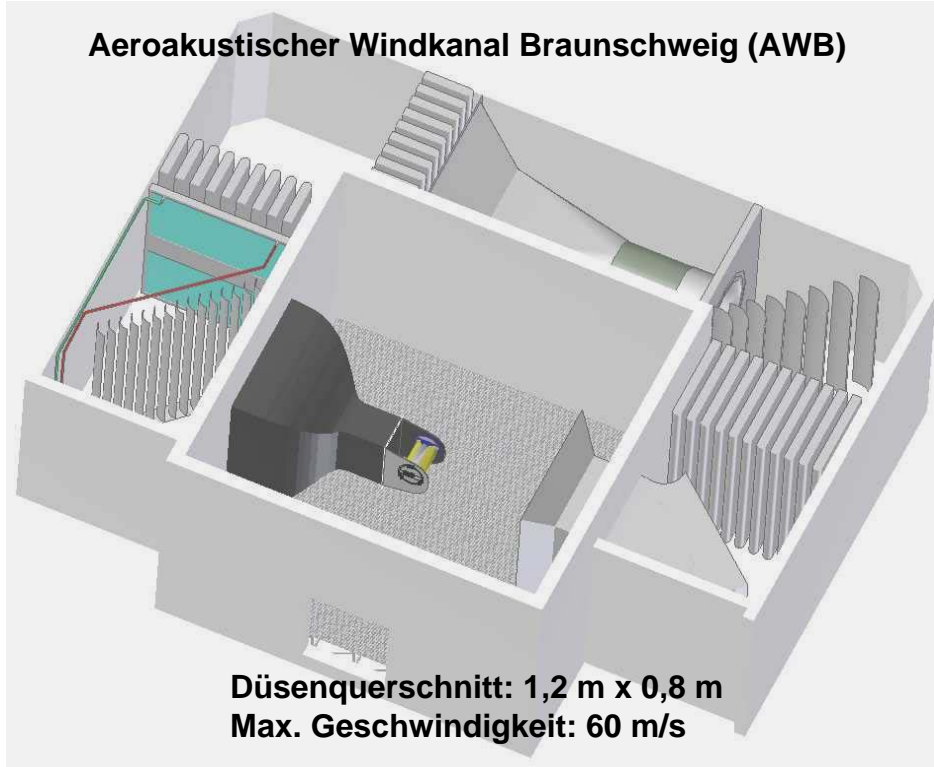 Aeroakustischer Windkanal Braunschweig (AWB)
Düsenquerschnitt: 1,2 m x 0,8 m
Max. Geschwindigkeit: 60 m/s